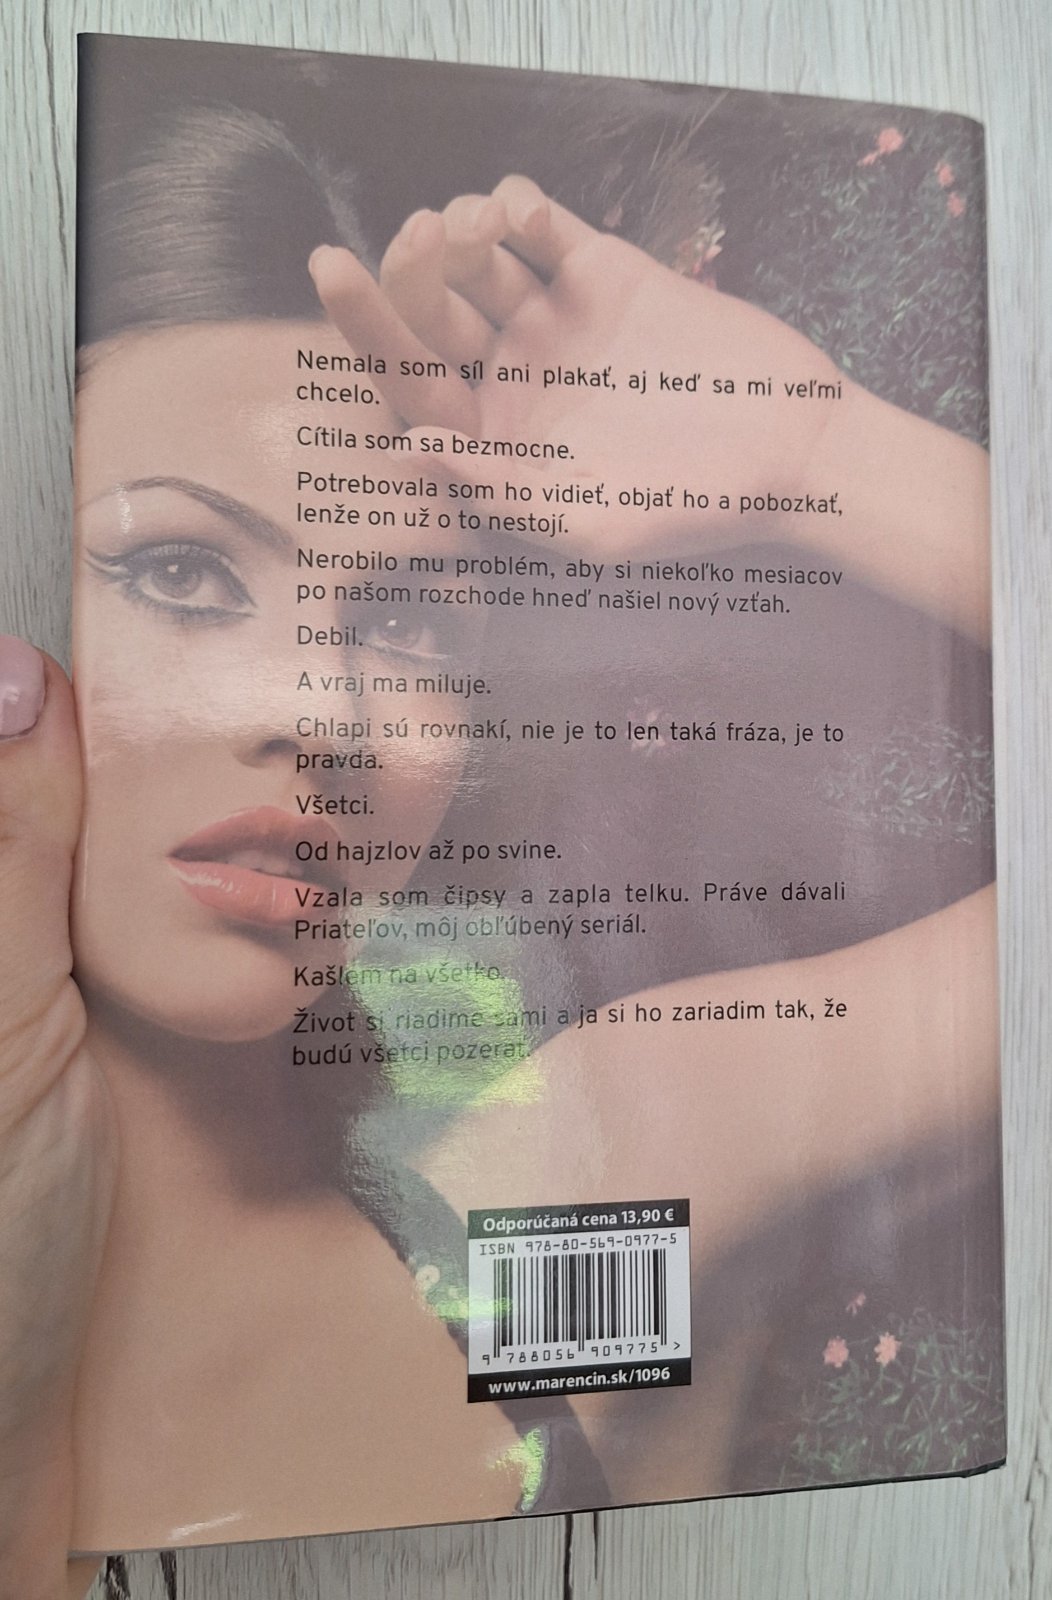 Nemala som síl ani plakať, aj keď sa mi veľmi
chcelo.
Cítila som sa bezmocne.
Potrebovala som ho vidieť, objať ho a pobozkať,
lenže on už o to nestojí.
Nerobilo mu problém, aby si niekoľko mesiacov
po našom rozchode hneď našiel nový vzťah.
Debil.
A vraj ma miluje.
Chlapi sú rovnakí, nie je to len taká fráza, je to
pravda.
Všetci.
Od hajzlov až po svine.
Vzala som čipsy a zapla telku. Práve dávali
Priateľov, môj obľúbený seriál.
Kašlem na všetko.
Život si riadime sami a ja si ho zariadim tak, že
budú všetci pozerať.
Odporúčaná cena 13,90 €
ISBN 978-80-569-0977-5
9 788056 909775 >
www.marencin.sk/1096